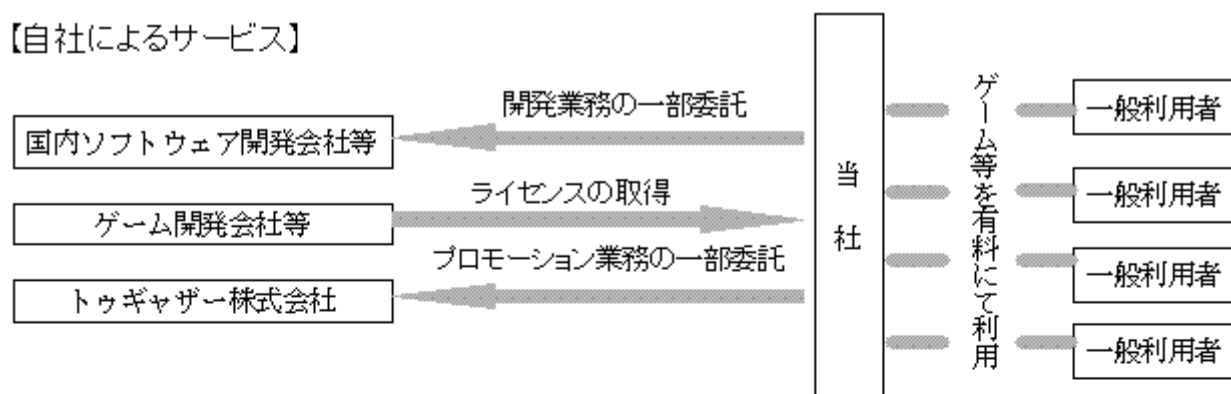 【自社によるサービス】
開発業務の一部委託
国内ソフトウェア開発会社等
ライセンスの取得
ゲーム開発会社等
プロモーション業務の一部委託
トゥギャザー株式会社
当社
ゲーム等を有料にて利用
一般利用者
一般利用者
一般利用者
一般利用者